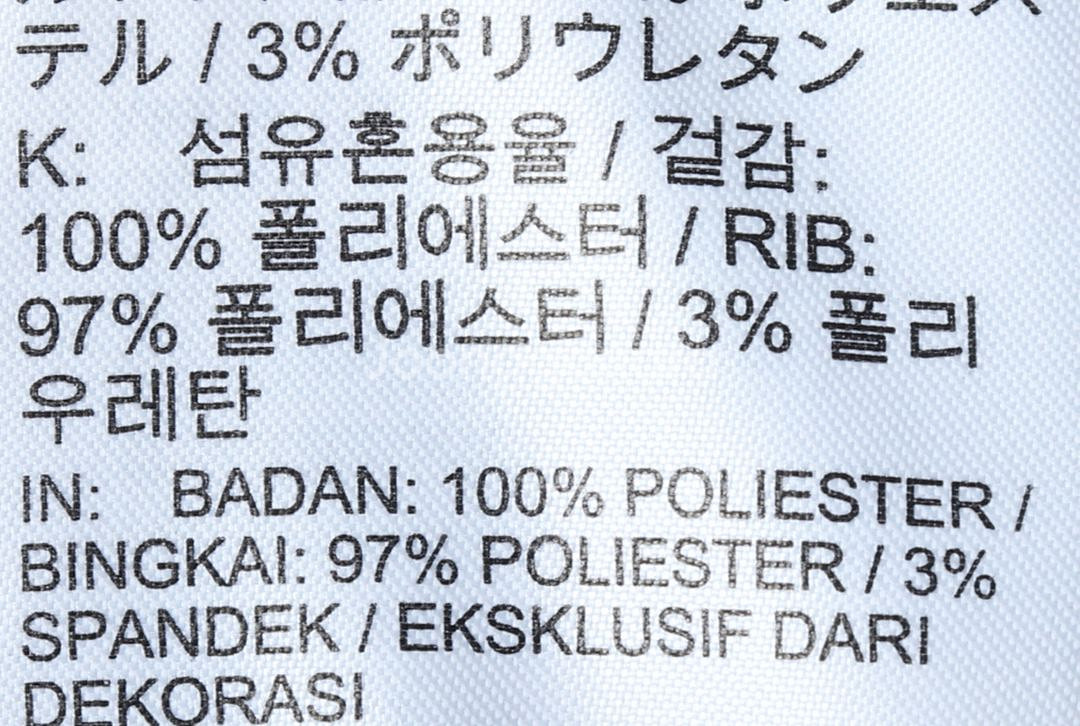 テル / 3% ポリウレタン
K: 섬유혼용율 / 겉감:
100% 폴리에스터 / RIB:
97% 폴리에스터 / 3% 폴리
우레탄
IN: BADAN: 100% POLIESTER /
BINGKAI: 97% POLIESTER / 3%
SPANDEK / EKSKLUSIF DARI
DEKORASI